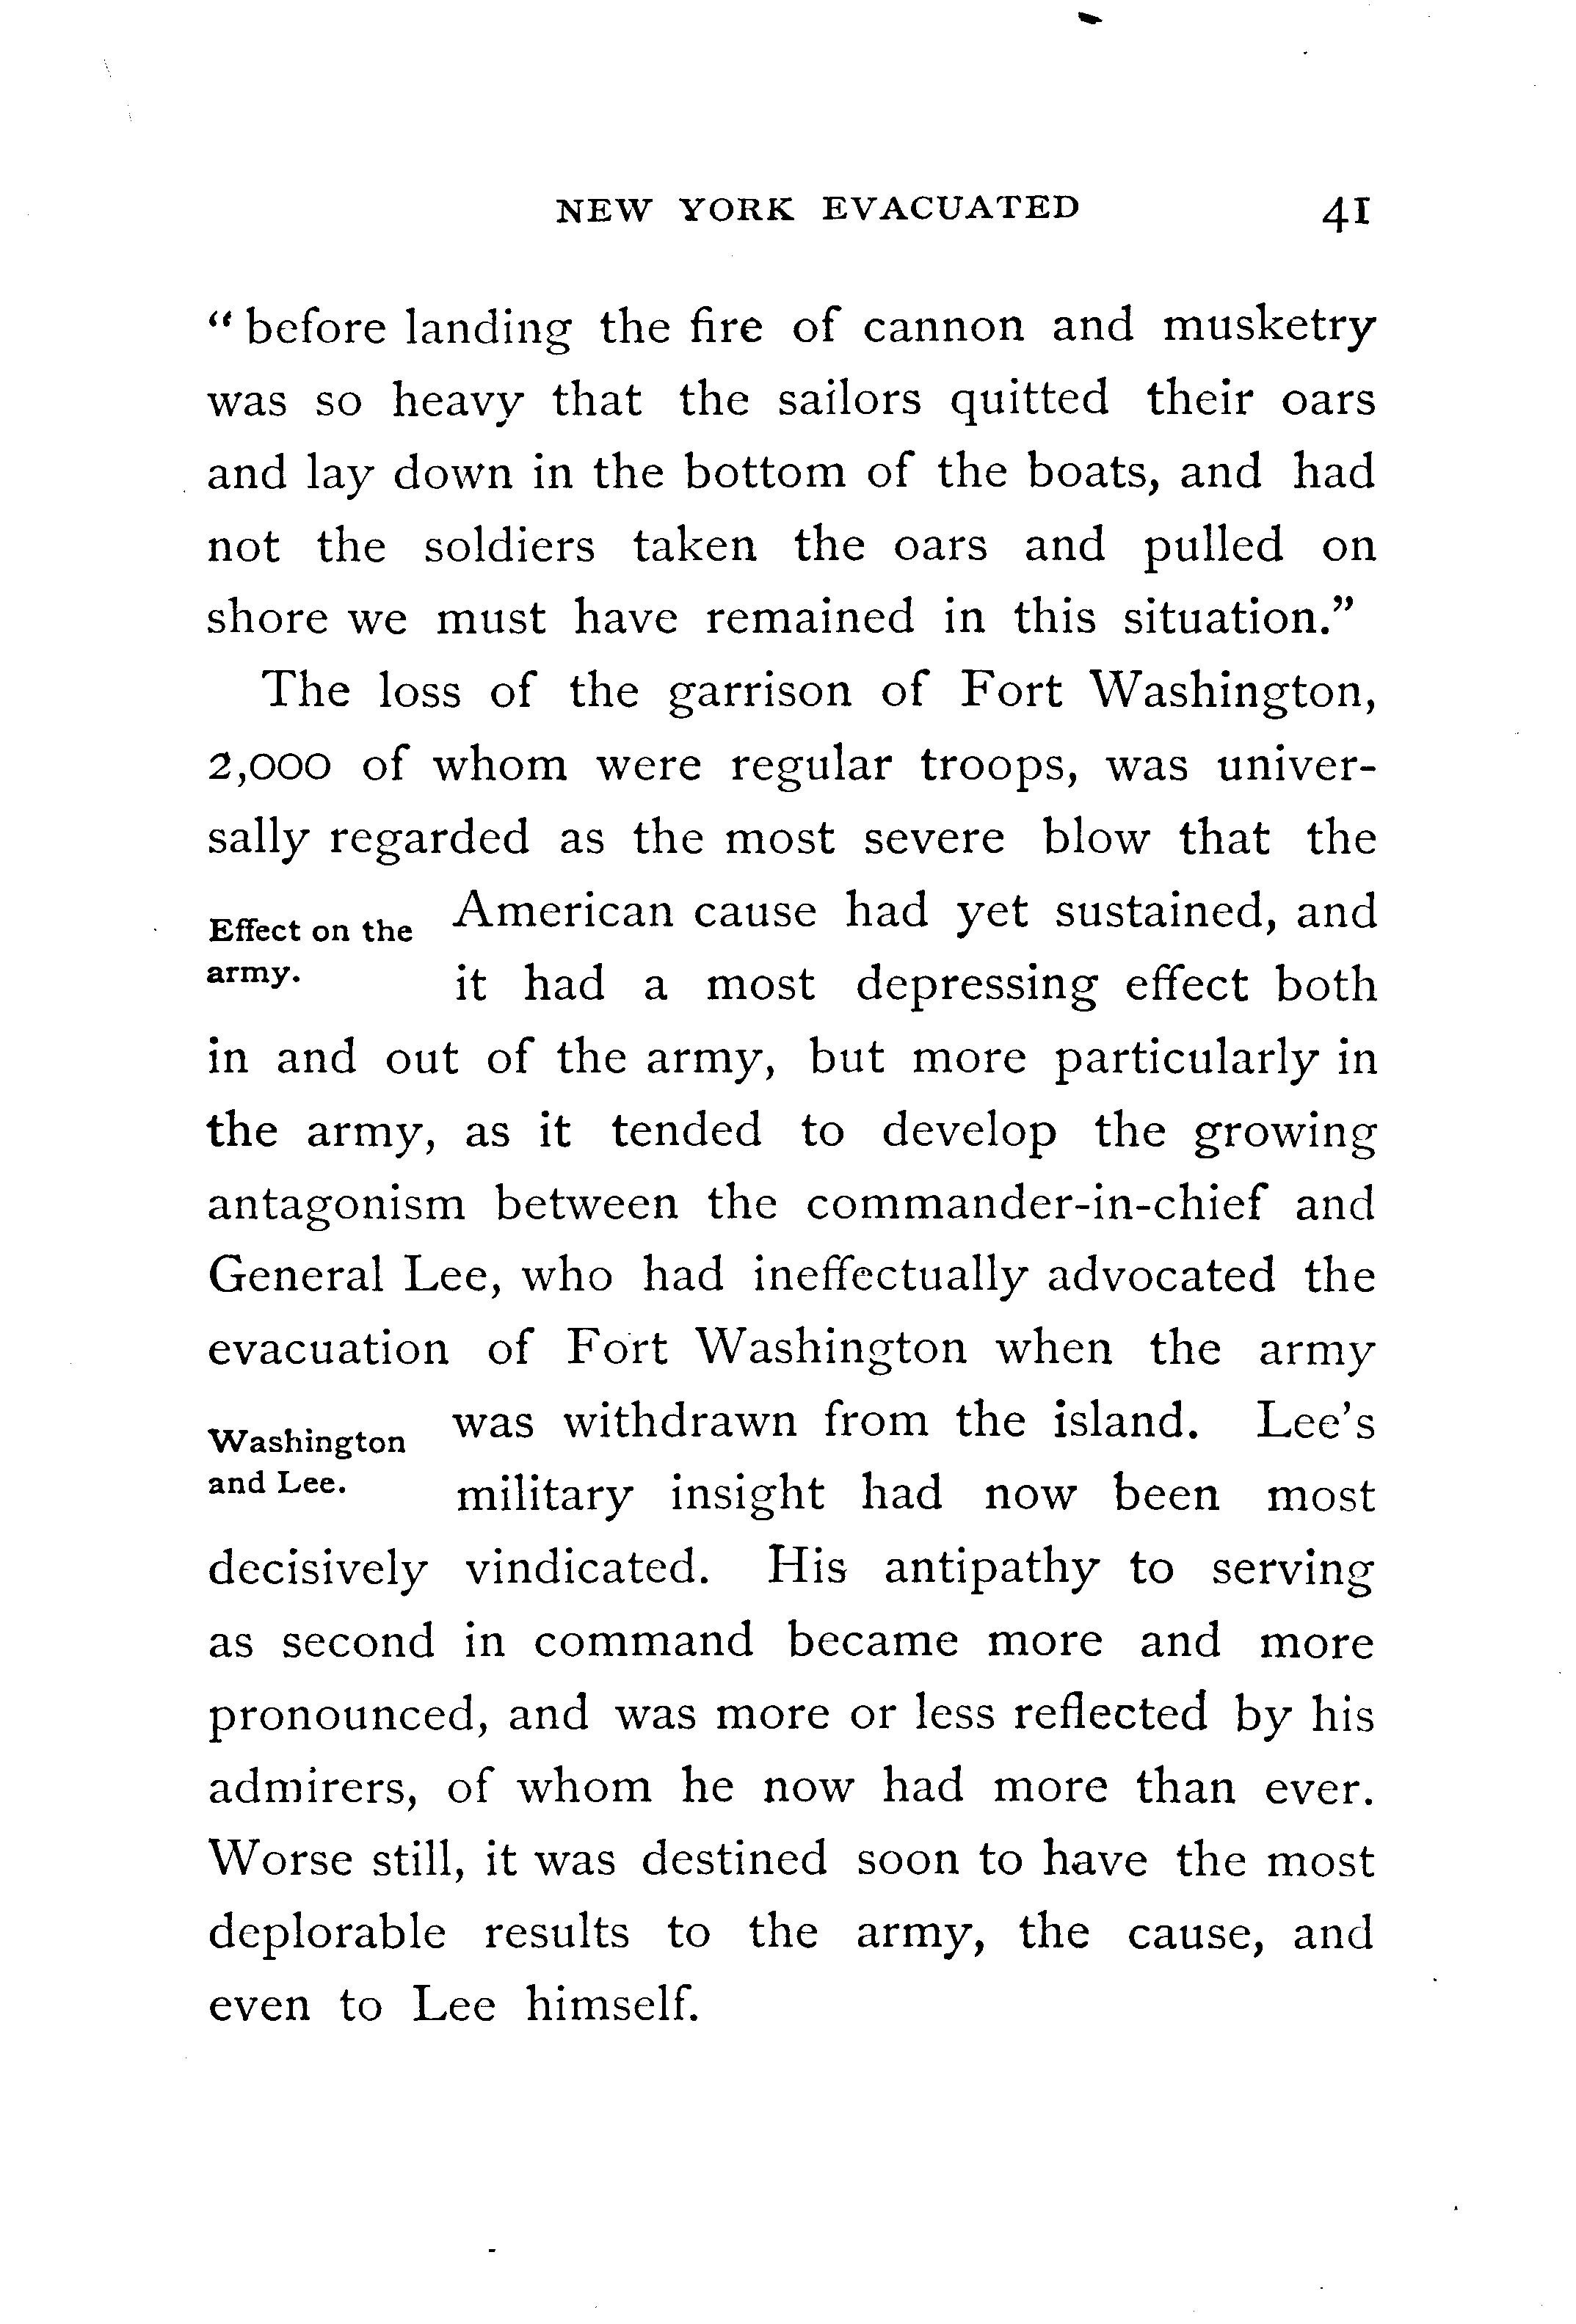 NEW YORK EVACUATED 41
“before landing the fire of cannon and musketry
was so heavy that the sailors quitted their oars
and lay down in the bottom of the boats, and had
not the soldiers taken the oars and pulled on
shore we must have remained in this situation.”
The loss of the garrison of Fort Washington,
2,000 of whom were regular troops, was univer-
sally regarded as the most severe blow that the
Effect on the
army.
American cause had yet sustained, and
it had a most depressing effect both
in and out of the army, but more particularly in
the army, as it tended to develop the growing
antagonism between the commander-in-chief and
General Lee, who had ineffectually advocated the
evacuation of Fort Washington when the army
Washington
and Lee.
was withdrawn from the island. Lee’s
military insight had now been most
decisively vindicated. His antipathy to serving
as second in command became more and more
pronounced, and was more or less reflected by his
admirers, of whom he now had more than ever.
Worse still, it was destined soon to have the most
deplorable results to the army, the cause, and
even to Lee himself.